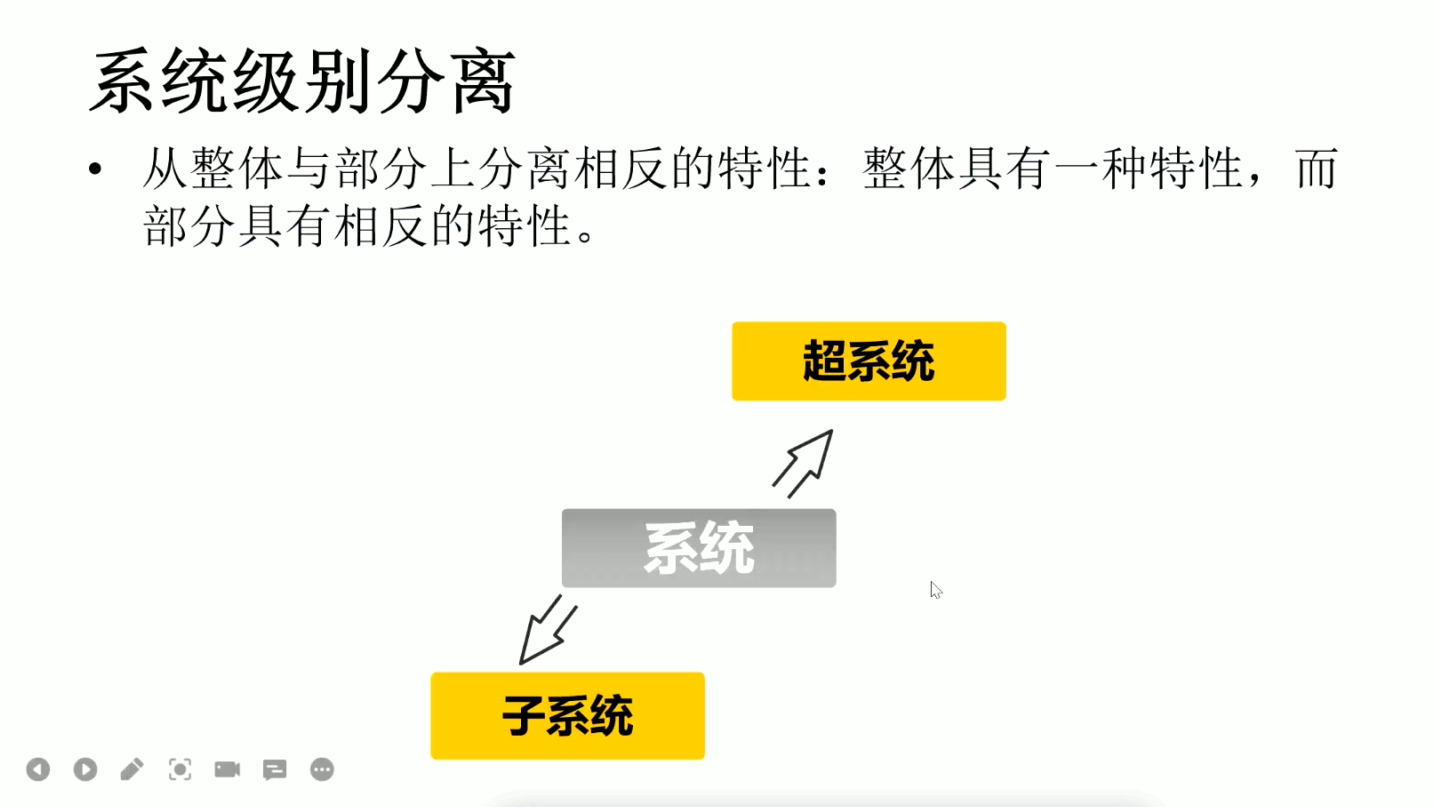 系统级别分离
• 从整体与部分上分离相反的特性：整体具有一种特性，而
部分具有相反的特性。
超系统
系统
子系统